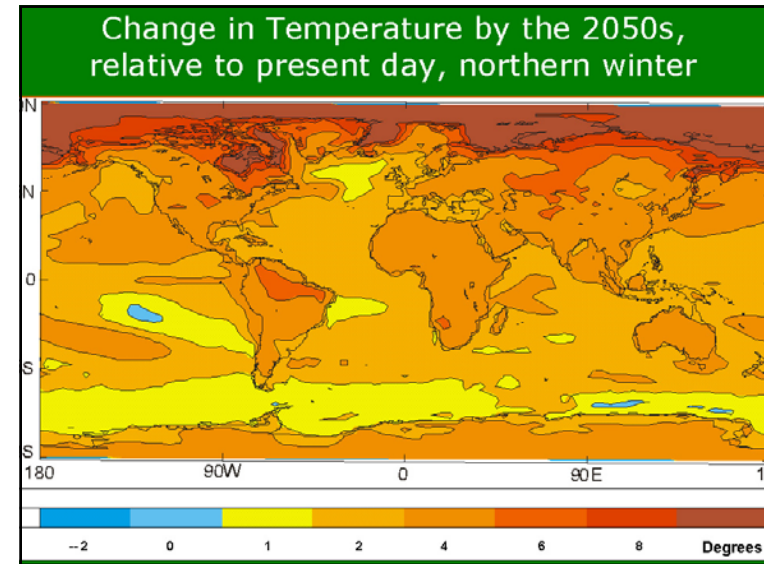 Change in Temperature by the 2050s,
relative to present day, northern winter
N
N
0
S
S
180 90W 0 90E 1
--2 0 1 2 4 6 8 Degrees